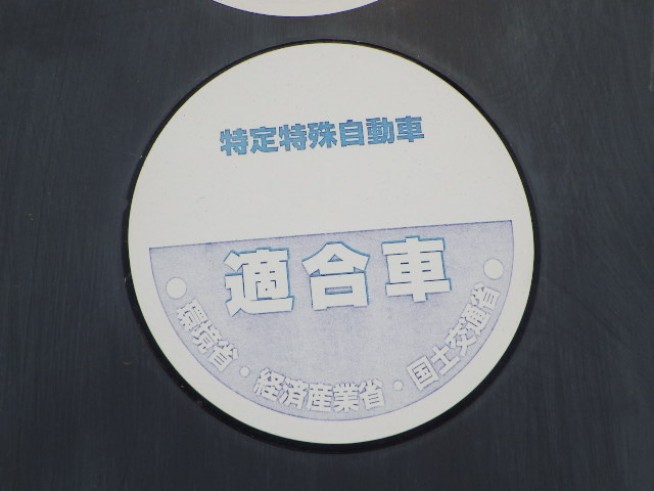 特定特殊自動車
適合車
環境省・経済産業省・国土交通省